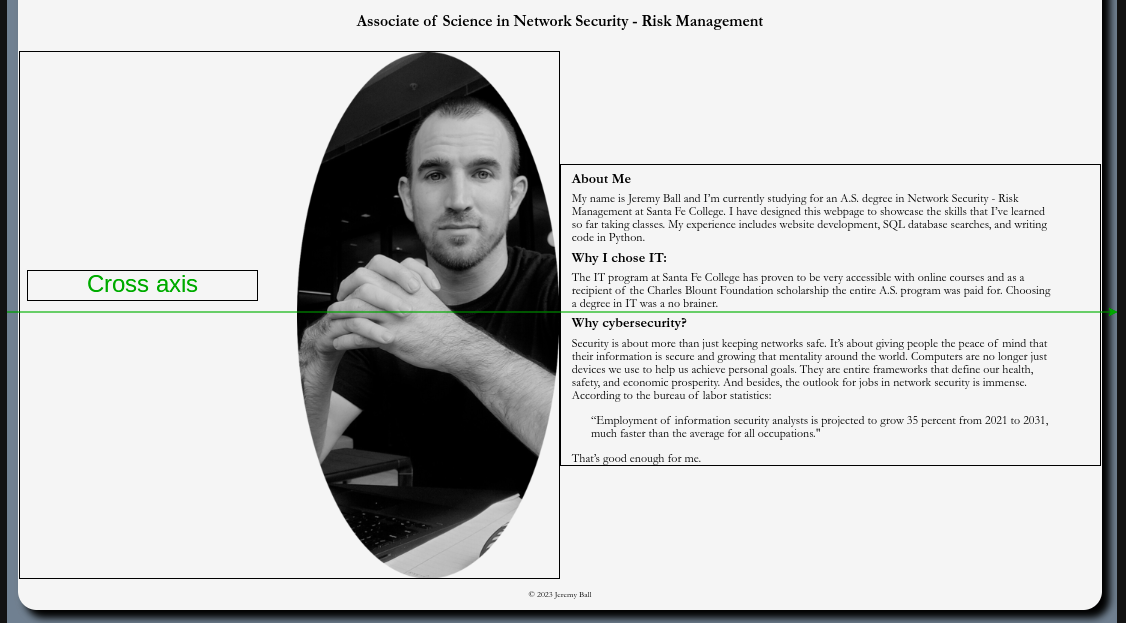 Associate of Science in Network Security - Risk Management
Cross axis
About Me
My name is Jeremy Ball and I’m currently studying for an A.S. degree in Network Security - Risk
Management at Santa Fe College. I have designed this webpage to showcase the skills that I’ve learned
so far taking classes. My experience includes website development, SQL database searches, and writing
code in Python.
Why I chose IT:
The IT program at Santa Fe College has proven to be very accessible with online courses and as a
recipient of the Charles Blount Foundation scholarship the entire A.S. program was paid for. Choosing
a degree in IT was a no brainer.
Why cybersecurity?
Security is about more than just keeping networks safe. It’s about giving people the peace of mind that
their information is secure and growing that mentality around the world. Computers are no longer just
devices we use to help us achieve personal goals. They are entire frameworks that define our health,
safety, and economic prosperity. And besides, the outlook for jobs in network security is immense.
According to the bureau of labor statistics:
“Employment of information security analysts is projected to grow 35 percent from 2021 to 2031,
much faster than the average for all occupations."
That’s good enough for me.
© 2023 Jeremy Ball